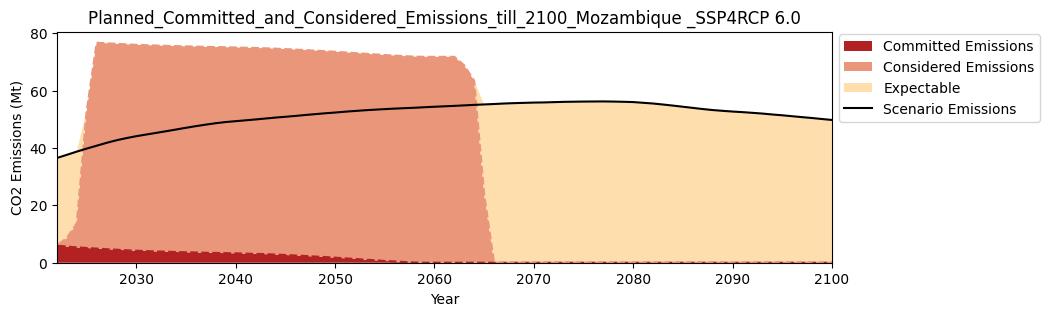 Planned_Committed_and_Considered_Emissions_till_2100_Mozambique _SSP4RCP 6.0
80
60
40
20
0
CO2 Emissions (Mt)
2030 2040 2050 2060 2070 2080 2090 2100
Year
Committed Emissions
Considered Emissions
Expectable
Scenario Emissions